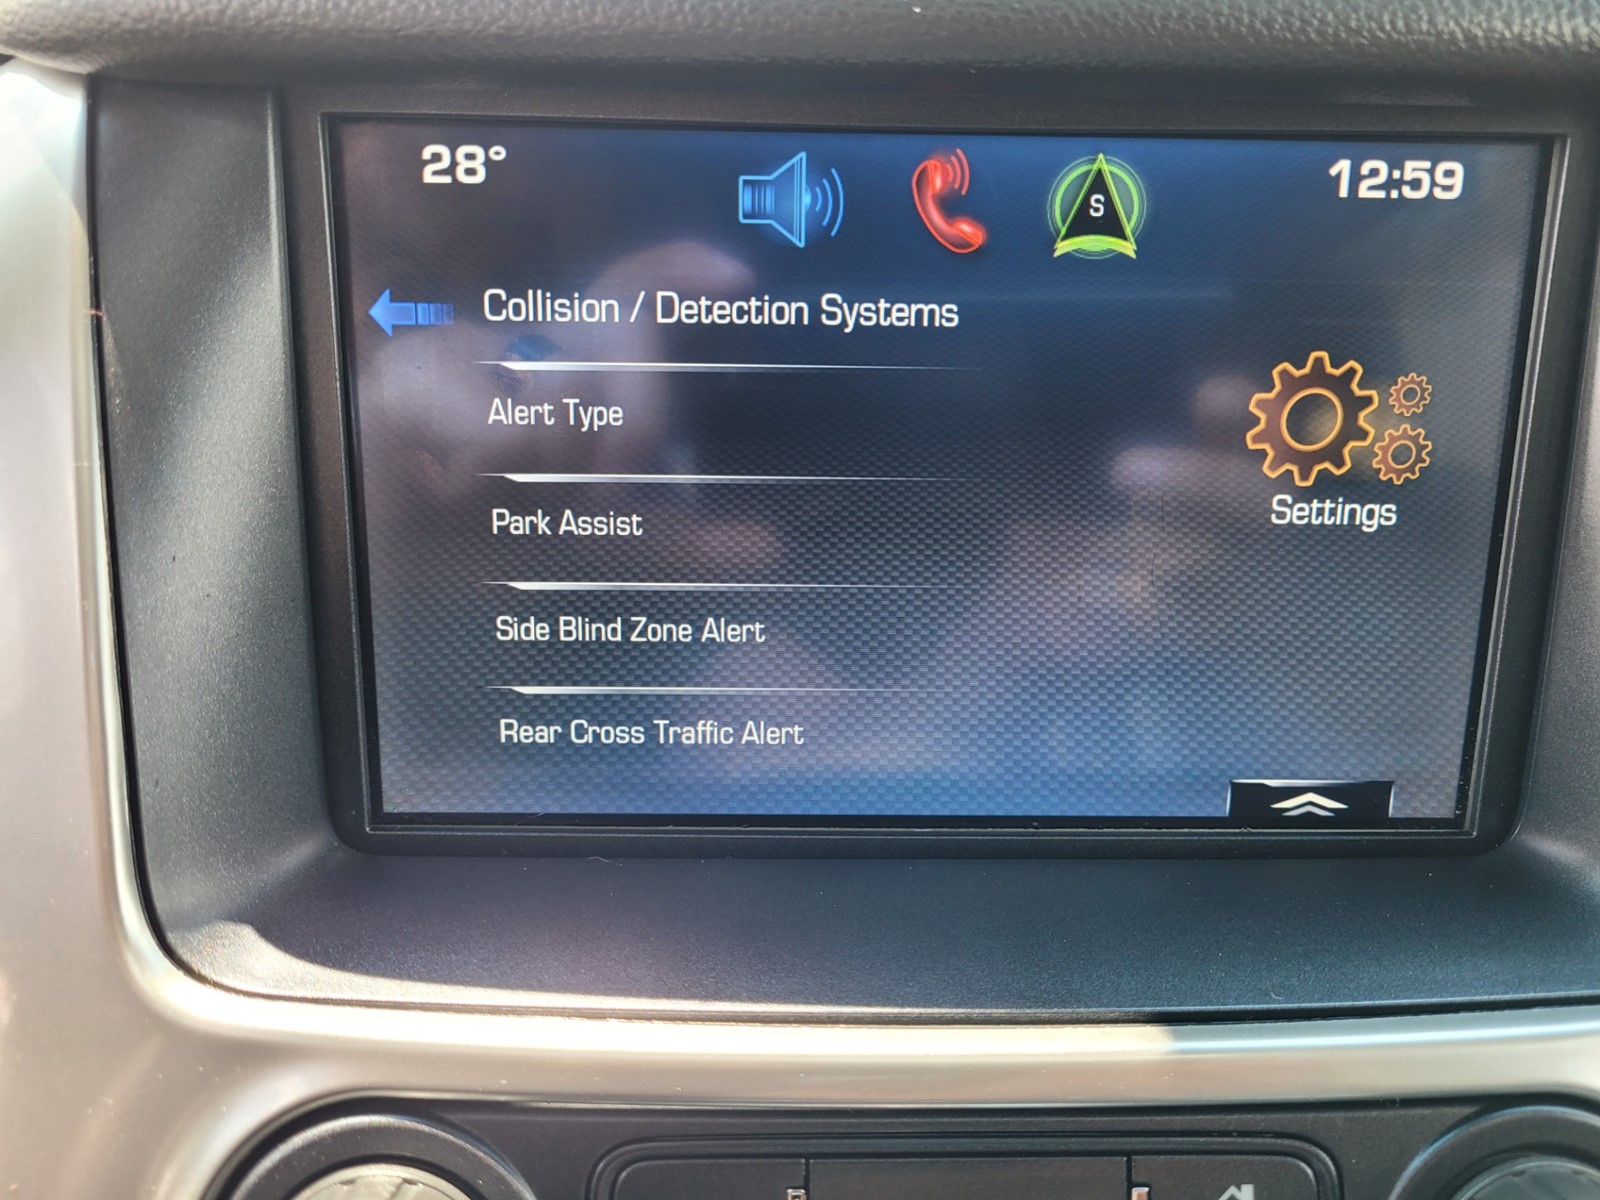 28°
S
12:59
Collision / Detection Systems
Alert Type
Park Assist
Side Blind Zone Alert
Rear Cross Traffic Alert
Settings